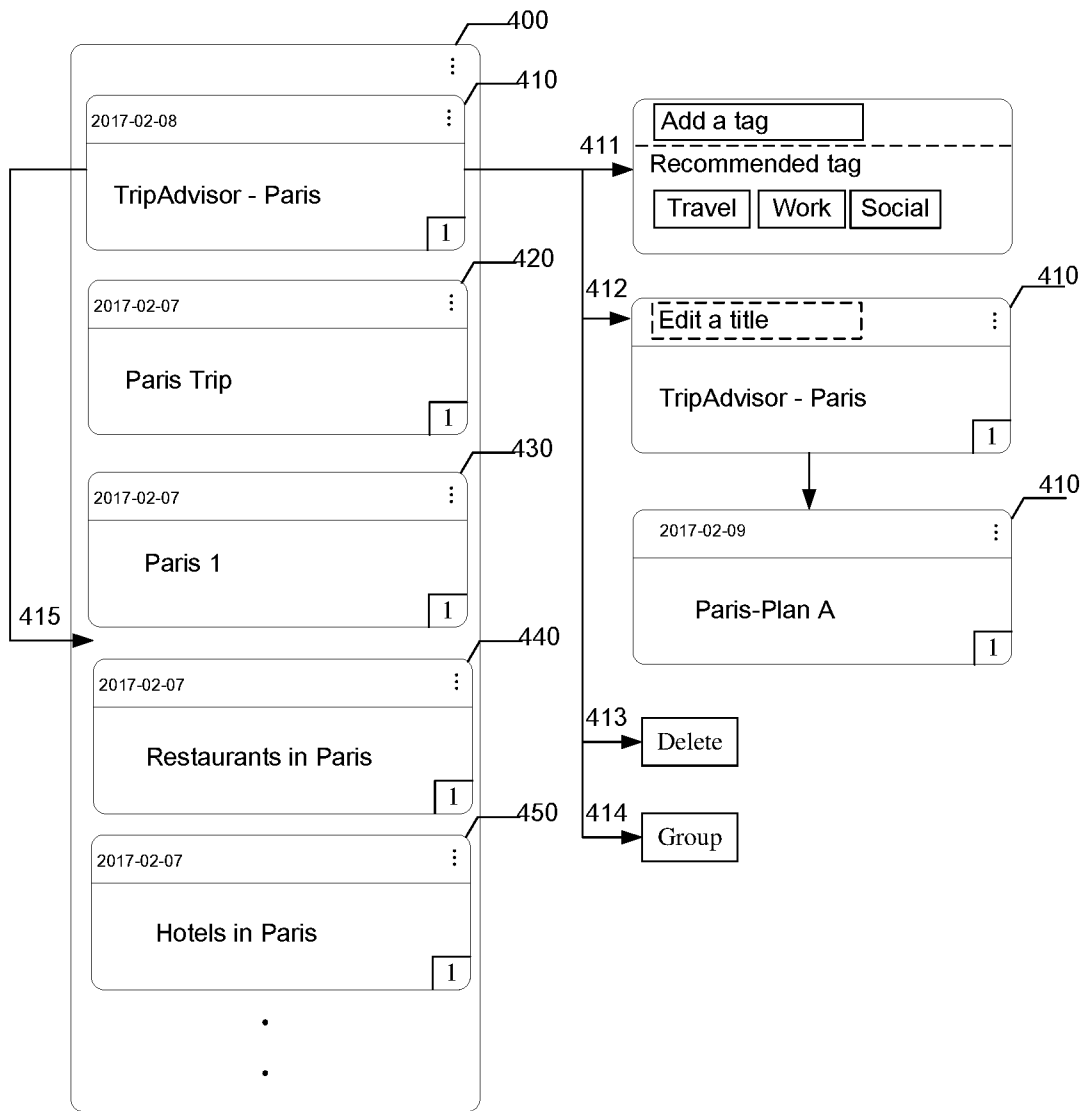 400
410
2017-02-08
TripAdvisor - Paris
1
420
2017-02-07
Paris Trip
1
430
2017-02-07
Paris 1
1
415
440
2017-02-07
Restaurants in Paris
1
450
2017-02-07
Hotels in Paris
1
411
Add a tag
Recommended tag
Travel Work Social
412
410
Edit a title
TripAdvisor - Paris
1
410
2017-02-09
Paris-Plan A
1
413
Delete
414
Group